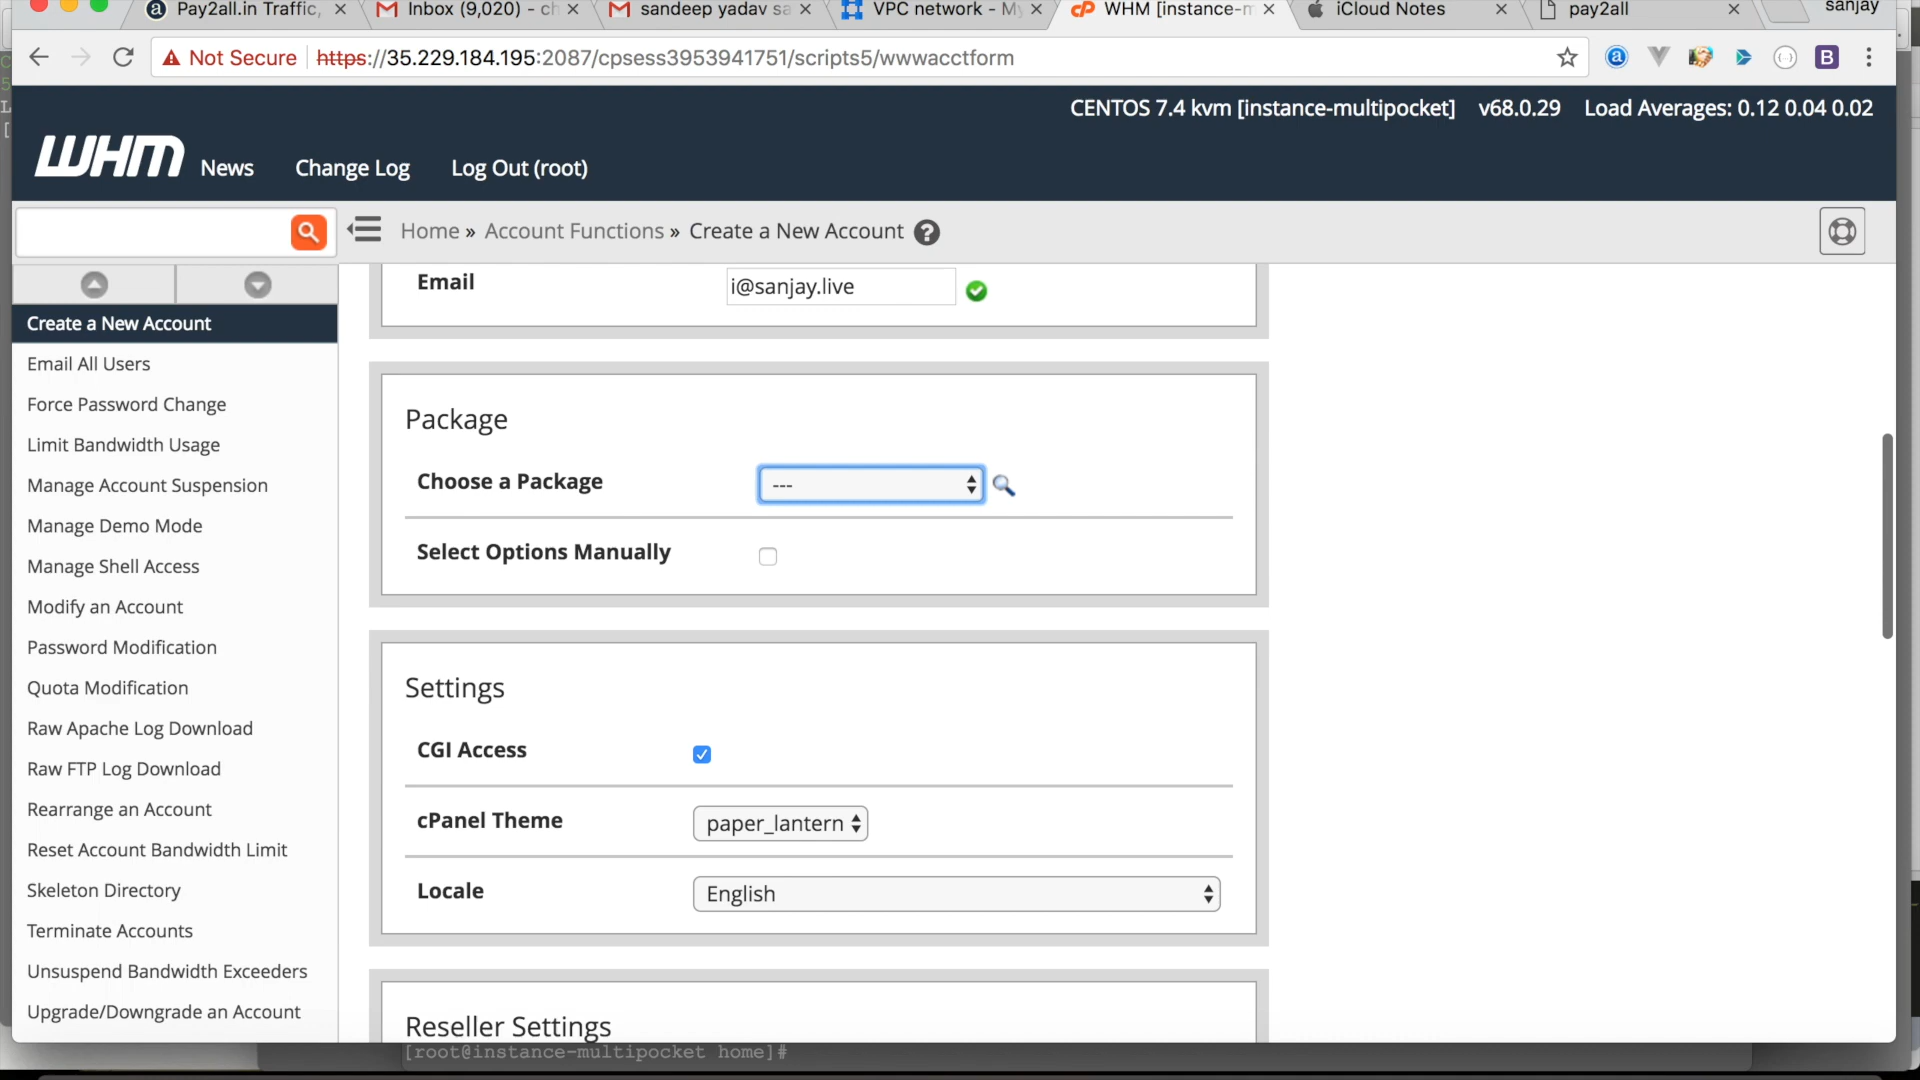 Pay2all.in Traffic,
Inbox (9,020) - ch
sandeep yadav sa
VPC network - My
WHM [instance-m
iCloud Notes
pay2all
sanjay
Not Secure
https://35.229.184.195:2087/cpsess3953941751/scripts5/wwwacctform
CENTOS 7.4 kvm [instance-multipocket] v68.0.29 Load Averages: 0.12 0.04 0.02
WHM
News
Change Log
Log Out (root)
Home » Account Functions » Create a New Account
Create a New Account
Email All Users
Force Password Change
Limit Bandwidth Usage
Manage Account Suspension
Manage Demo Mode
Manage Shell Access
Modify an Account
Password Modification
Quota Modification
Raw Apache Log Download
Raw FTP Log Download
Rearrange an Account
Reset Account Bandwidth Limit
Skeleton Directory
Terminate Accounts
Unsuspend Bandwidth Exceeders
Upgrade/Downgrade an Account
Email
i@sanjay.live
Package
Choose a Package
---
Select Options Manually
Settings
CGI Access
cPanel Theme
paper_lantern
Locale
English
Reseller Settings
[root@instance-multipocket home]#